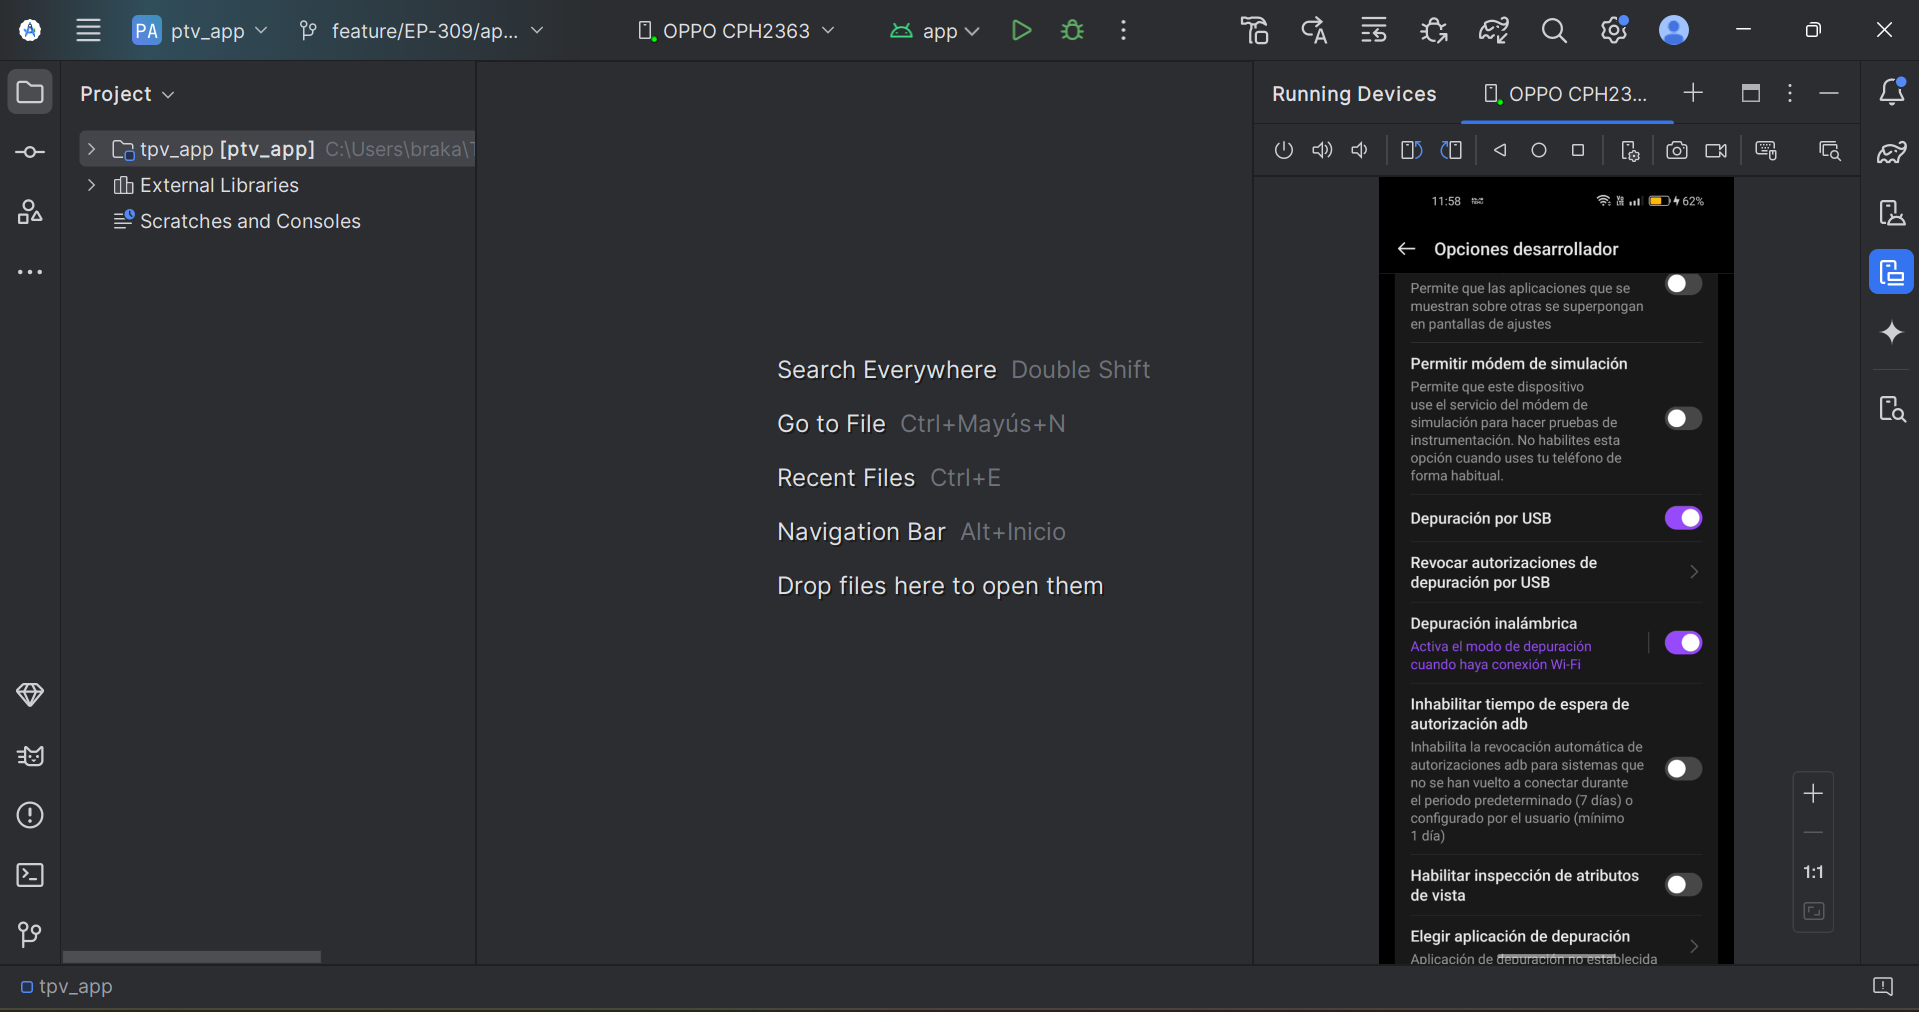 PA ptv_app feature/EP-309/ap... OPPO CPH2363 app
Project
tpv_app [ptv_app] C:\Users\braka\
External Libraries
Scratches and Consoles
Search Everywhere Double Shift
Go to File Ctrl+Mayús+N
Recent Files Ctrl+E
Navigation Bar Alt+Inicio
Drop files here to open them
Running Devices OPPO CPH23...
11:58 62%
Opciones desarrollador
Permite que las aplicaciones que se
muestran sobre otras se superpongan
en pantallas de ajustes
Permitir módem de simulación
Permite que este dispositivo
use el servicio del módem de
simulación para hacer pruebas de
instrumentación. No habilites esta
opción cuando uses tu teléfono de
forma habitual.
Depuración por USB
Revocar autorizaciones de
depuración por USB
Depuración inalámbrica
Activa el modo de depuración
cuando haya conexión Wi-Fi
Inhabilitar tiempo de espera de
autorización adb
Inhabilita la revocación automática de
autorizaciones adb para sistemas que
no se han vuelto a conectar durante
el periodo predeterminado (7 días) o
configurado por el usuario (mínimo
1 día)
Habilitar inspección de atributos
de vista
Elegir aplicación de depuración
Aplicación de depuración no establecida
1:1
tpv_app